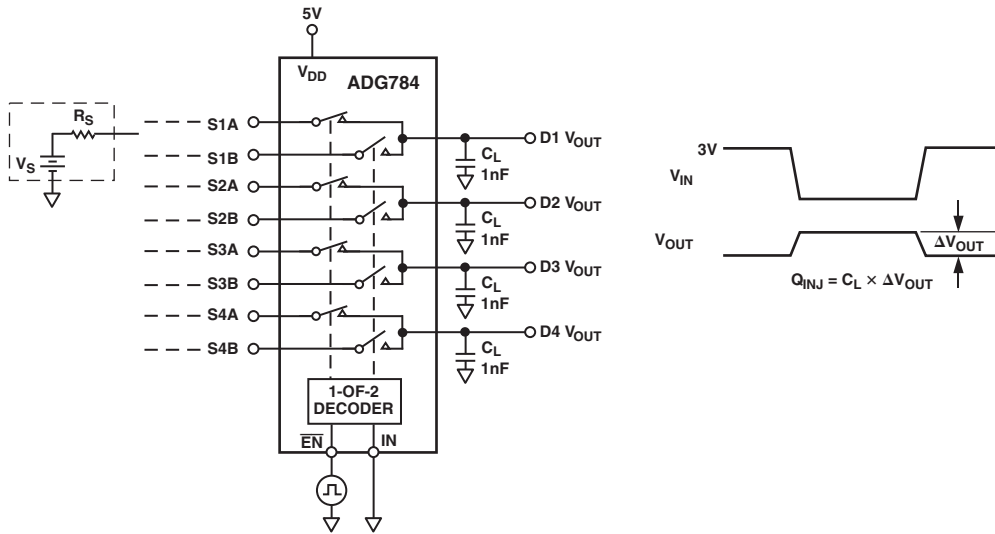 5V
VDD
ADG784
RS
VS
S1A
S1B
S2A
S2B
S3A
S3B
S4A
S4B
D1 VOUT
CL
1nF
D2 VOUT
CL
1nF
D3 VOUT
CL
1nF
D4 VOUT
CL
1nF
1-OF-2
DECODER
EN IN
3V
VIN
VOUT
ΔVOUT
QINJ = CL × ΔVOUT